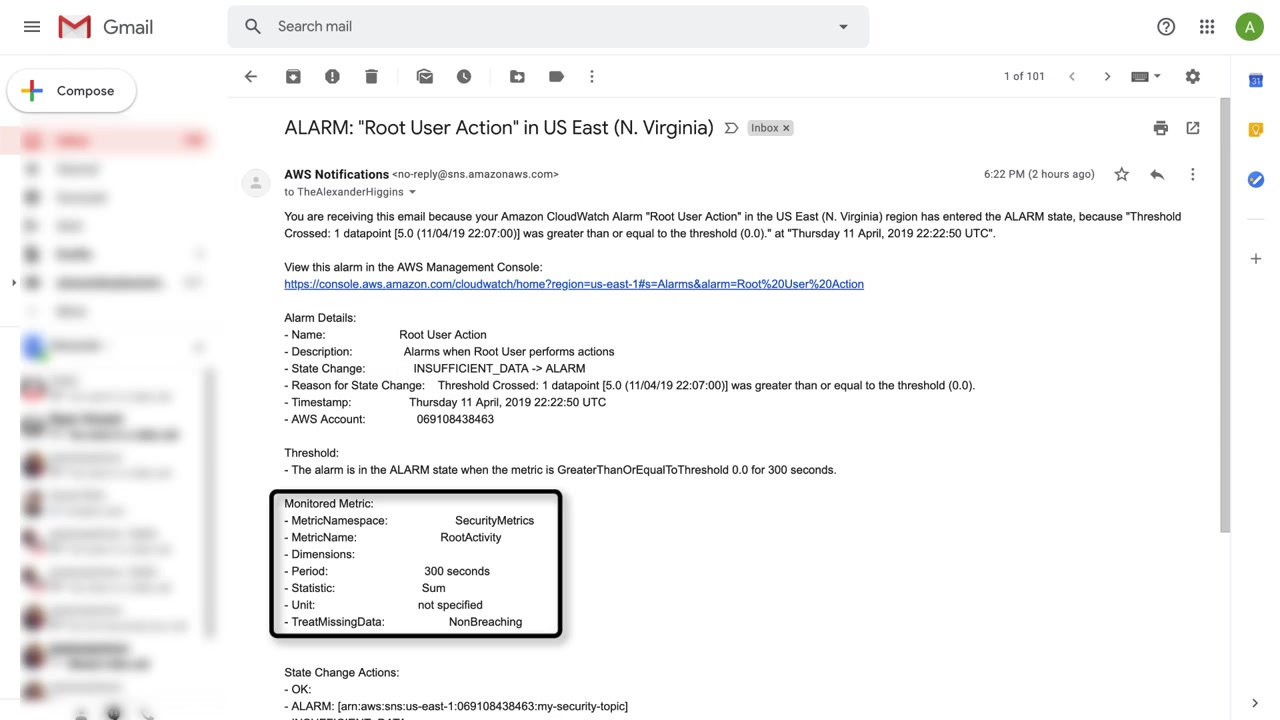 Gmail
Search mail
A
Compose
1 of 101
31
ALARM: "Root User Action" in US East (N. Virginia)
Inbox ×
AWS Notifications <no-reply@sns.amazonaws.com>
6:22 PM (2 hours ago)
to TheAlexanderHiggins
You are receiving this email because your Amazon CloudWatch Alarm "Root User Action" in the US East (N. Virginia) region has entered the ALARM state, because "Threshold
Crossed: 1 datapoint [5.0 (11/04/19 22:07:00)] was greater than or equal to the threshold (0.0)." at "Thursday 11 April, 2019 22:22:50 UTC".
View this alarm in the AWS Management Console:
https://console.aws.amazon.com/cloudwatch/home?region=us-east-1#s=Alarms&alarm=Root%20User%20Action
Alarm Details:
- Name: Root User Action
- Description: Alarms when Root User performs actions
- State Change: INSUFFICIENT_DATA -> ALARM
- Reason for State Change: Threshold Crossed: 1 datapoint [5.0 (11/04/19 22:07:00)] was greater than or equal to the threshold (0.0).
- Timestamp: Thursday 11 April, 2019 22:22:50 UTC
- AWS Account: 069108438463
Threshold:
- The alarm is in the ALARM state when the metric is GreaterThanOrEqualToThreshold 0.0 for 300 seconds.
Monitored Metric:
- MetricNamespace: SecurityMetrics
- MetricName: RootActivity
- Dimensions:
- Period: 300 seconds
- Statistic: Sum
- Unit: not specified
- TreatMissingData: NonBreaching
State Change Actions:
- OK:
- ALARM: [arn:aws:sns:us-east-1:069108438463:my-security-topic]